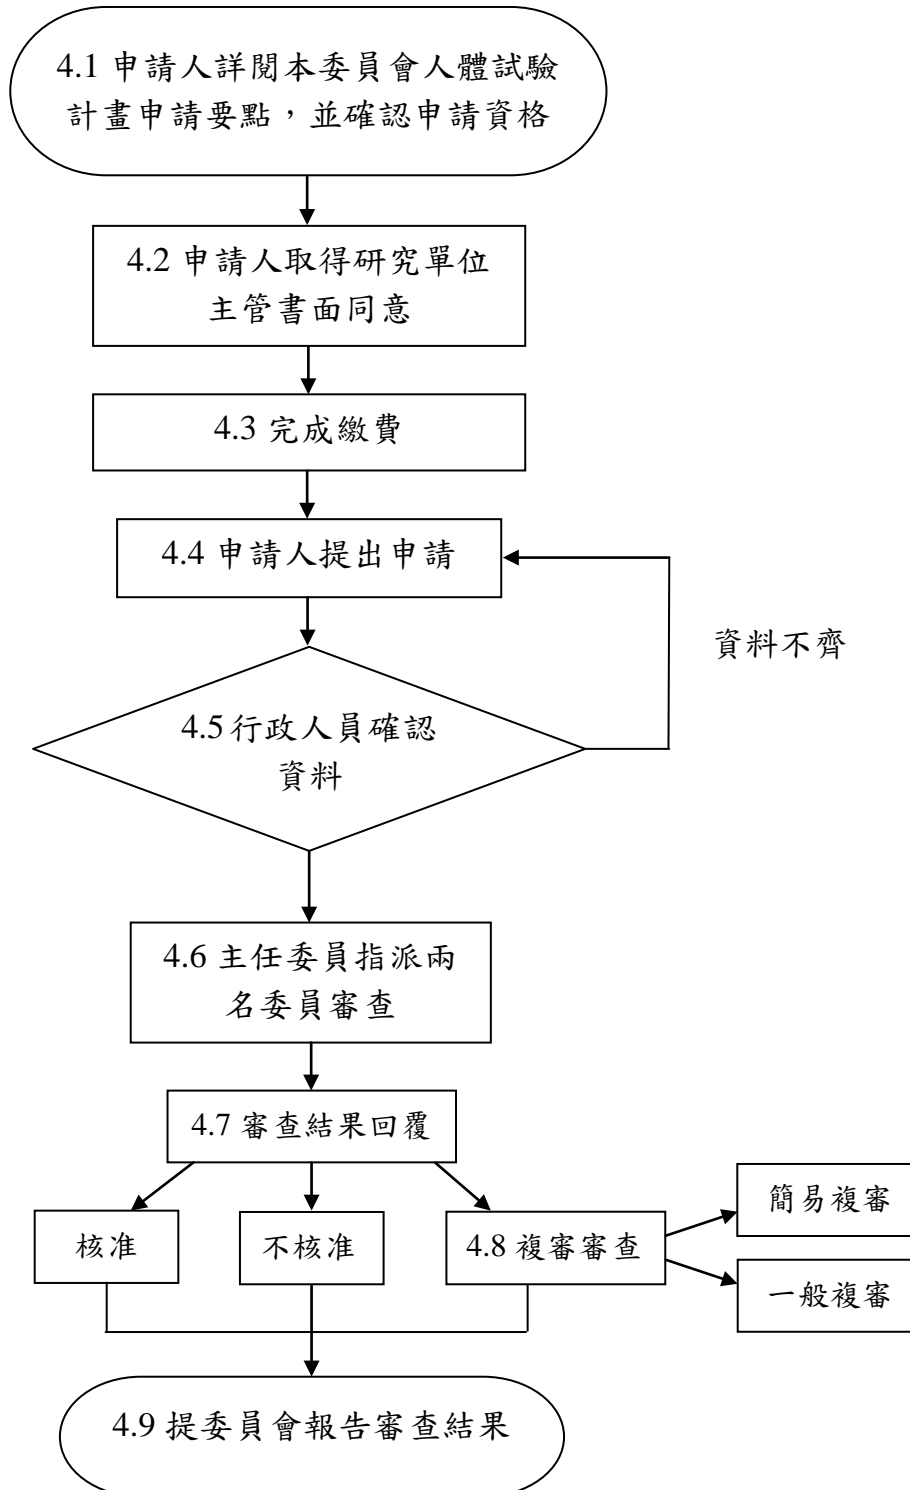 4.1 申請人詳閱本委員會人體試驗
計畫申請要點，並確認申請資格
4.2 申請人取得研究單位
主管書面同意
4.3 完成繳費
4.4 申請人提出申請
資料不齊
4.5 行政人員確認
資料
4.6 主任委員指派兩
名委員審查
4.7 審查結果回覆
核准
不核准
4.8 複審審查
簡易複審
一般複審
4.9 提委員會報告審查結果